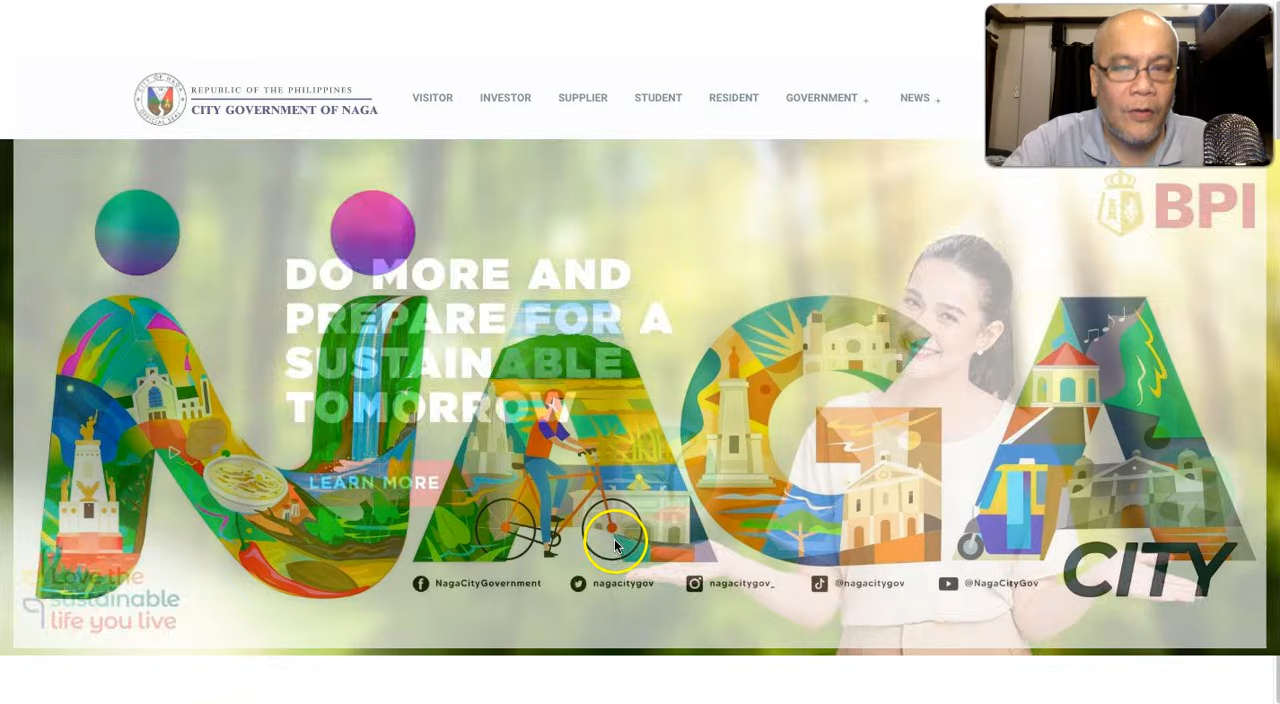 REPUBLIC OF THE PHILIPPINES
CITY GOVERNMENT OF NAGA
VISITOR
INVESTOR
SUPPLIER
STUDENT
RESIDENT
GOVERNMENT +
NEWS +
BPI
DO MORE AND
PREPARE FOR A
SUSTAINABLE
TOMORROW
LEARN MORE
NAGA
CITY
Love the
sustainable
life you live
NagaCityGovernment
nagacitygov
nagacitygov_
@nagacitygov
@NagaCityGov